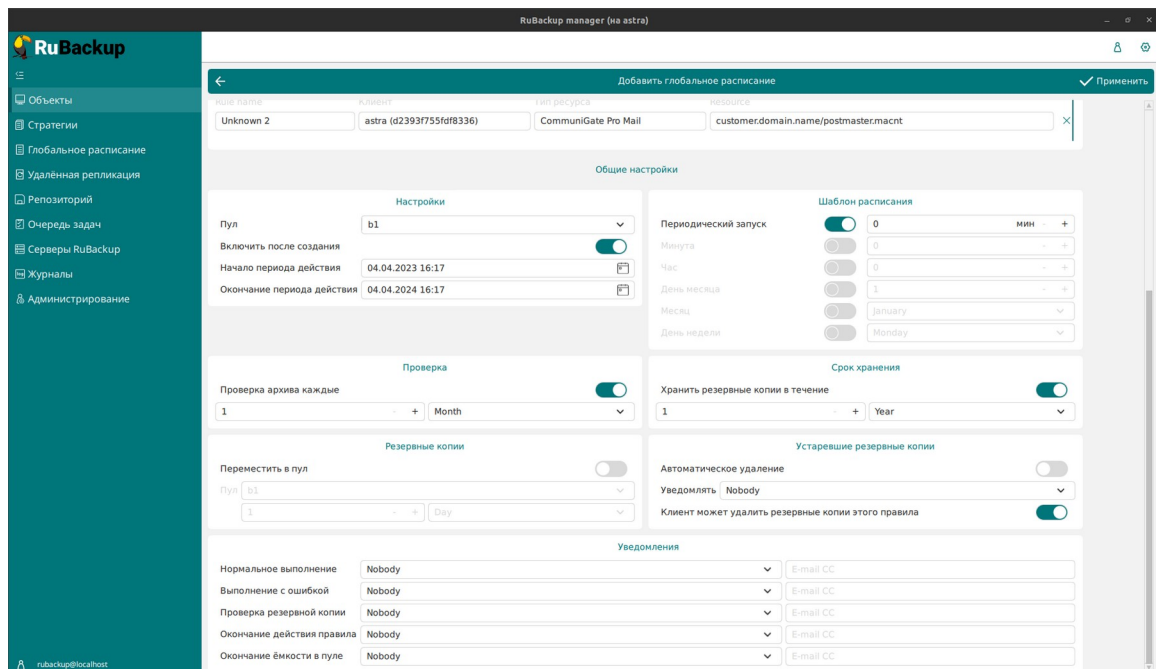 RuBackup manager (на astra)
RuBackup
Добавить глобальное расписание
Применить
Объекты
Стратегии
Глобальное расписание
Удалённая репликация
Репозиторий
Очередь задач
Серверы RuBackup
Журналы
Администрирование
rubackup@localhost
Rule name Клиент Тип ресурса Resource
Unknown 2 astra (d2393f755fdf8336) CommuniGate Pro Mail customer.domain.name/postmaster.macnt
Общие настройки
Настройки
Пул b1
Включить после создания
Начало периода действия 04.04.2023 16:17
Окончание периода действия 04.04.2024 16:17
Шаблон расписания
Периодический запуск 0 мин - +
Минута 0 - +
Час 0 - +
День месяца 1 - +
Месяц January
День недели Monday
Проверка
Проверка архива каждые
1 - + Month
Срок хранения
Хранить резервные копии в течение
1 - + Year
Резервные копии
Переместить в пул
Пул b1
1 - + Day
Устаревшие резервные копии
Автоматическое удаление
Уведомлять Nobody
Клиент может удалить резервные копии этого правила
Уведомления
Нормальное выполнение Nobody E-mail CC
Выполнение с ошибкой Nobody E-mail CC
Проверка резервной копии Nobody E-mail CC
Окончание действия правила Nobody E-mail CC
Окончание ёмкости в пуле Nobody E-mail CC